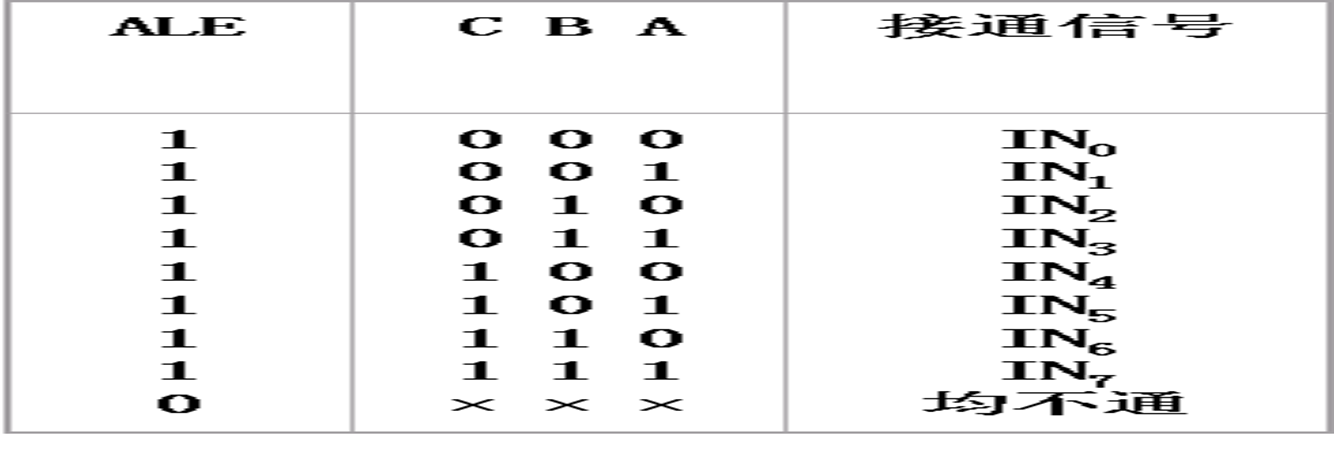 ALE C B A 接通信号
1 0 0 0 IN₀
1 0 0 1 IN₁
1 0 1 0 IN₂
1 0 1 1 IN₃
1 1 0 0 IN₄
1 1 0 1 IN₅
1 1 1 0 IN₆
1 1 1 1 IN₇
0 × × × 均不通